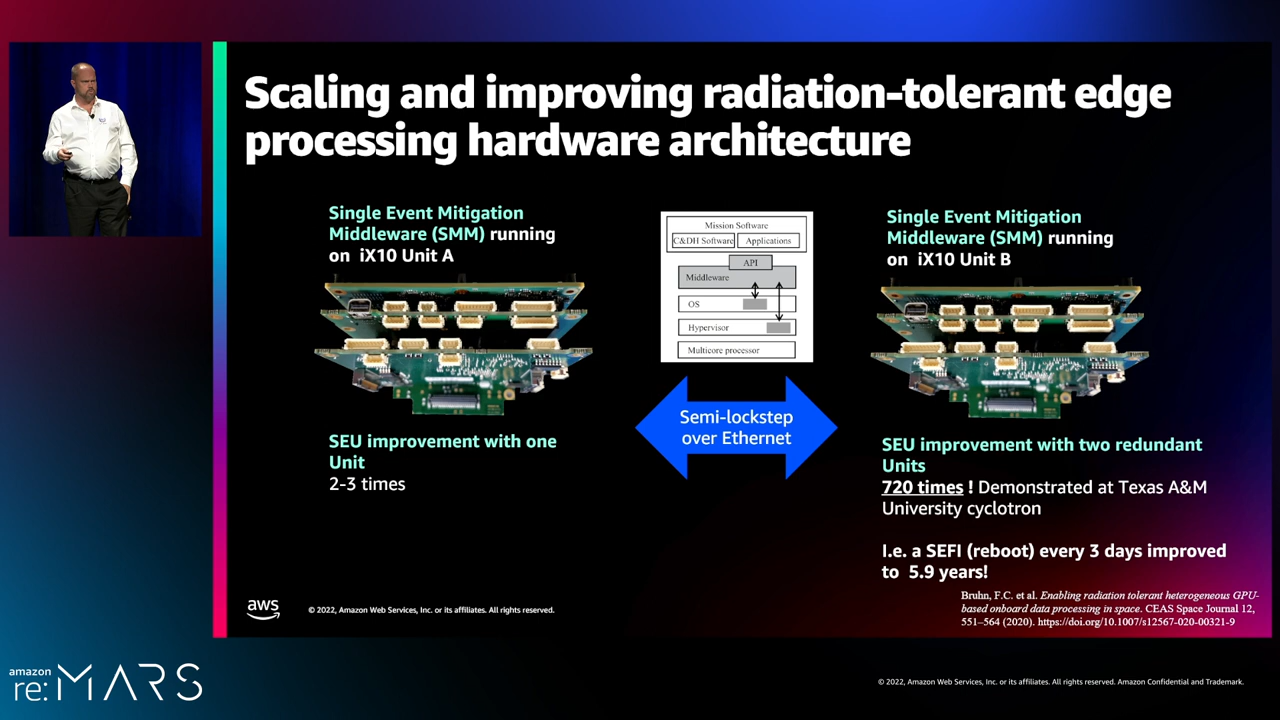 Scaling and improving radiation-tolerant edge
processing hardware architecture
Single Event Mitigation
Middleware (SMM) running
on iX10 Unit A
Mission Software
C&DH Software
Applications
API
Middleware
OS
Hypervisor
Multicore processor
Single Event Mitigation
Middleware (SMM) running
on iX10 Unit B
Semi-lockstep
over Ethernet
SEU improvement with one
Unit
2-3 times
SEU improvement with two redundant
Units
720 times ! Demonstrated at Texas A&M
University cyclotron
I.e. a SEFI (reboot) every 3 days improved
to 5.9 years!
Bruhn, F.C. et al. Enabling radiation tolerant heterogeneous GPU-
based onboard data processing in space. CEAS Space Journal 12,
551–564 (2020). https://doi.org/10.1007/s12567-020-00321-9
aws
© 2022, Amazon Web Services, Inc. or its affiliates. All rights reserved.
amazon
re:MARS
© 2022, Amazon Web Services, Inc. or its affiliates. All rights reserved. Amazon Confidential and Trademark.